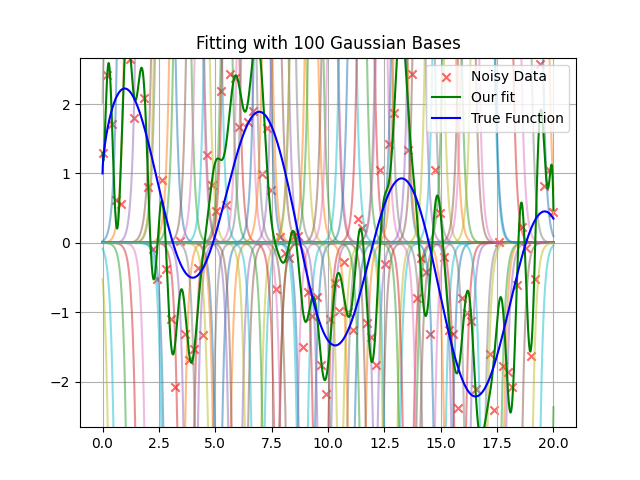 Fitting with 100 Gaussian Bases
Noisy Data
Our fit
True Function
2
1
0
−1
−2
0.0 2.5 5.0 7.5 10.0 12.5 15.0 17.5 20.0